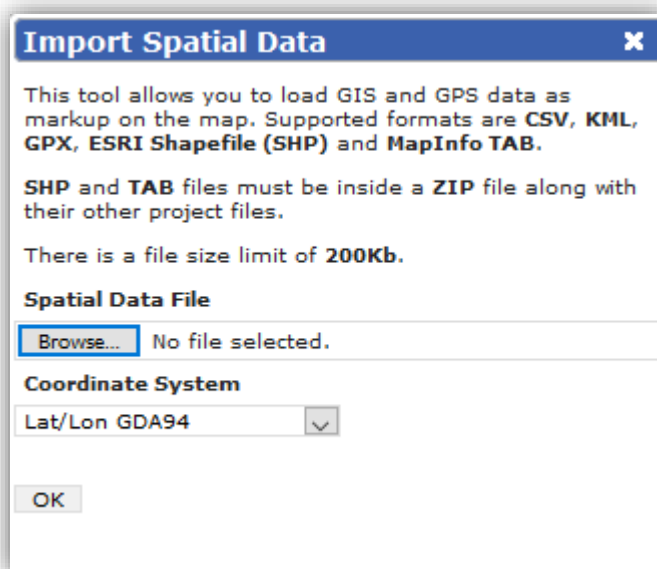 Import Spatial Data
This tool allows you to load GIS and GPS data as
markup on the map. Supported formats are CSV, KML,
GPX, ESRI Shapefile (SHP) and MapInfo TAB.
SHP and TAB files must be inside a ZIP file along with
their other project files.
There is a file size limit of 200Kb.
Spatial Data File
Browse... No file selected.
Coordinate System
Lat/Lon GDA94
OK